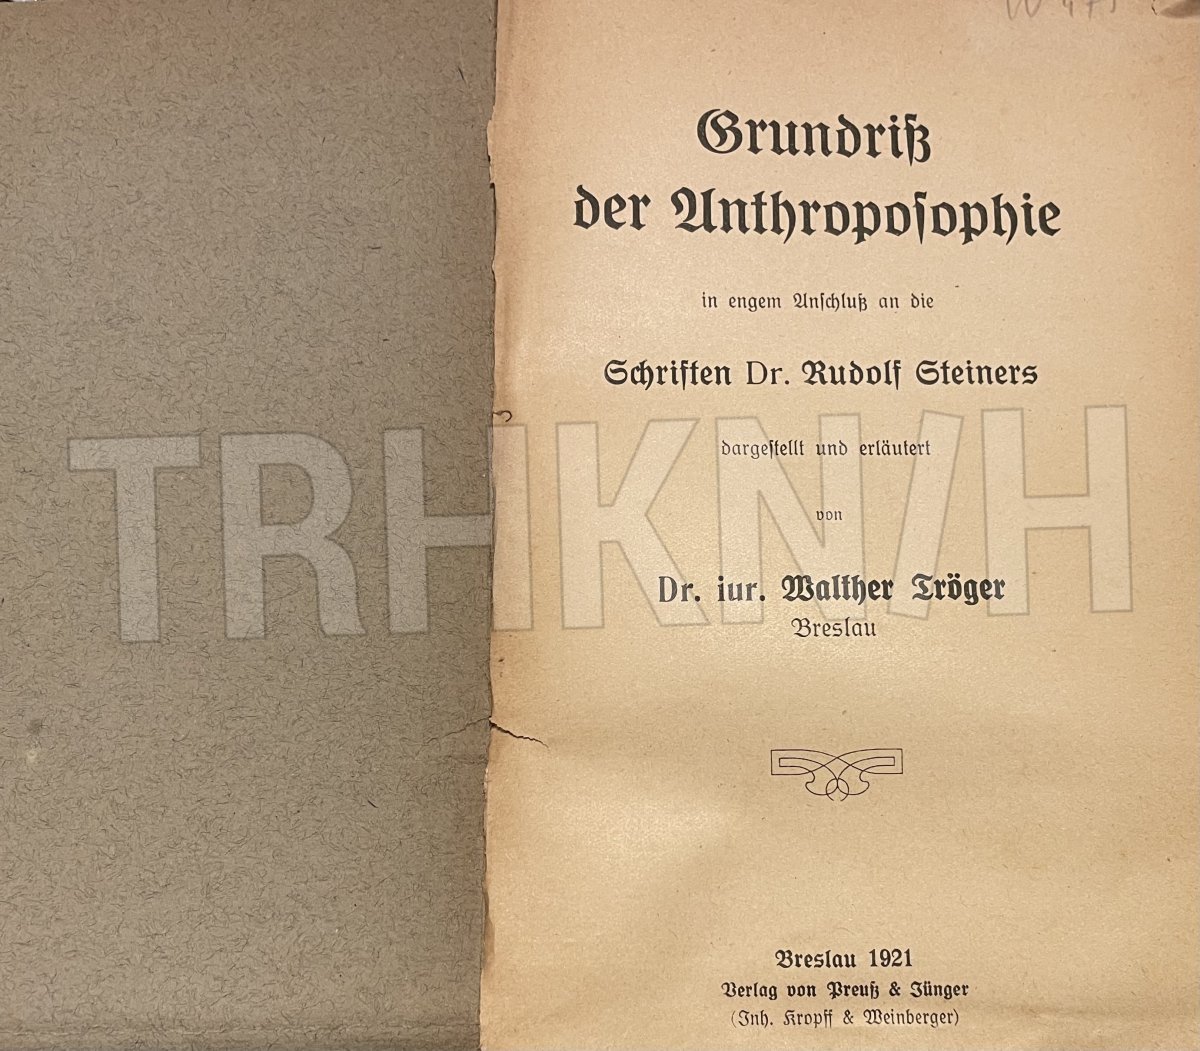 Grundriß
der Anthroposophie
in engem Anschluß an die
Schriften Dr. Rudolf Steiners
dargestellt und erläutert
von
Dr. iur. Walther Tröger
Breslau
Breslau 1921
Verlag von Preuß & Jünger
(Inh. Kropff & Weinberger)
TRHKN/H